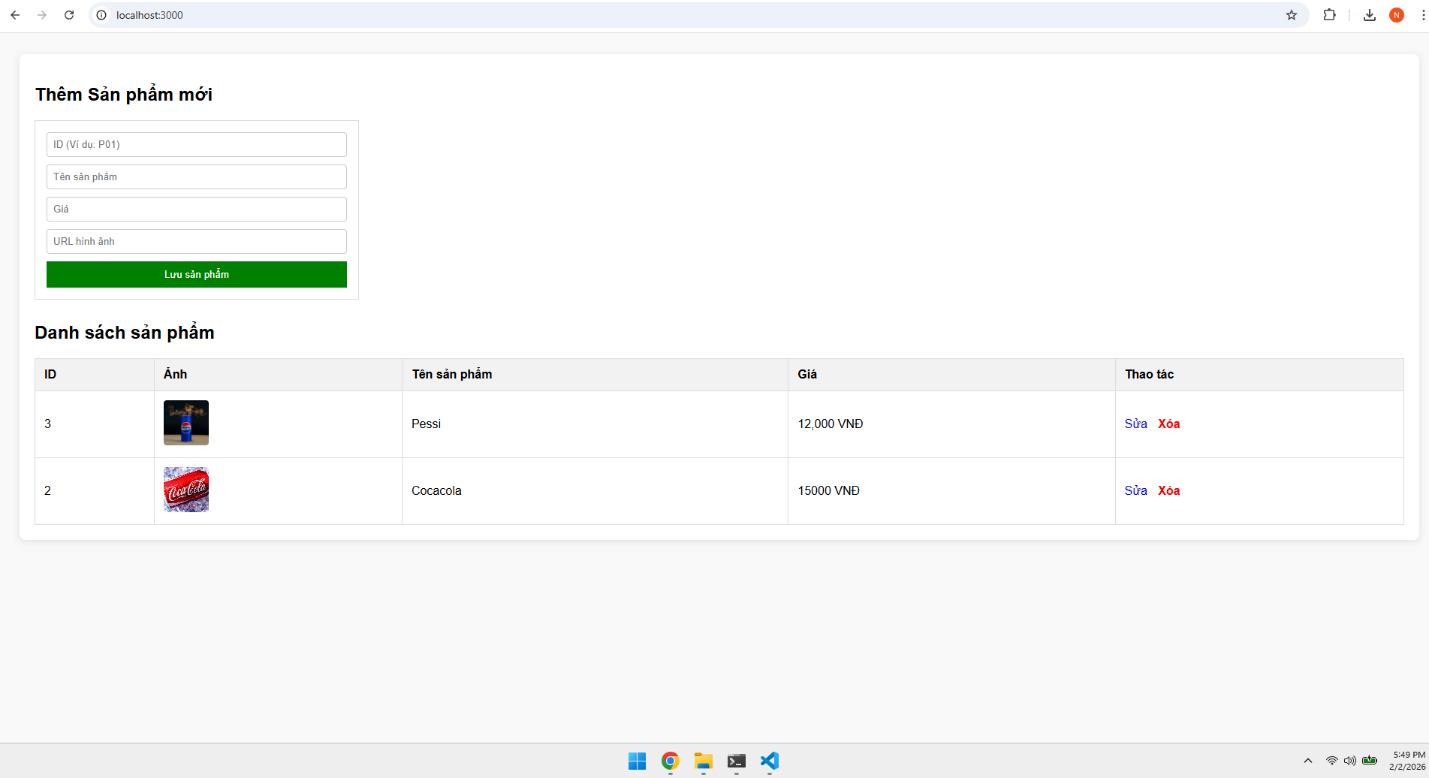 localhost:3000
N
Thêm Sản phẩm mới
ID (Ví dụ: P01)
Tên sản phẩm
Giá
URL hình ảnh
Lưu sản phẩm
Danh sách sản phẩm
ID Ảnh Tên sản phẩm Giá Thao tác
3 Pessi 12,000 VNĐ Sửa Xóa
2 Coca-Cola Cocacola 15000 VNĐ Sửa Xóa
5:49 PM
2/2/2026